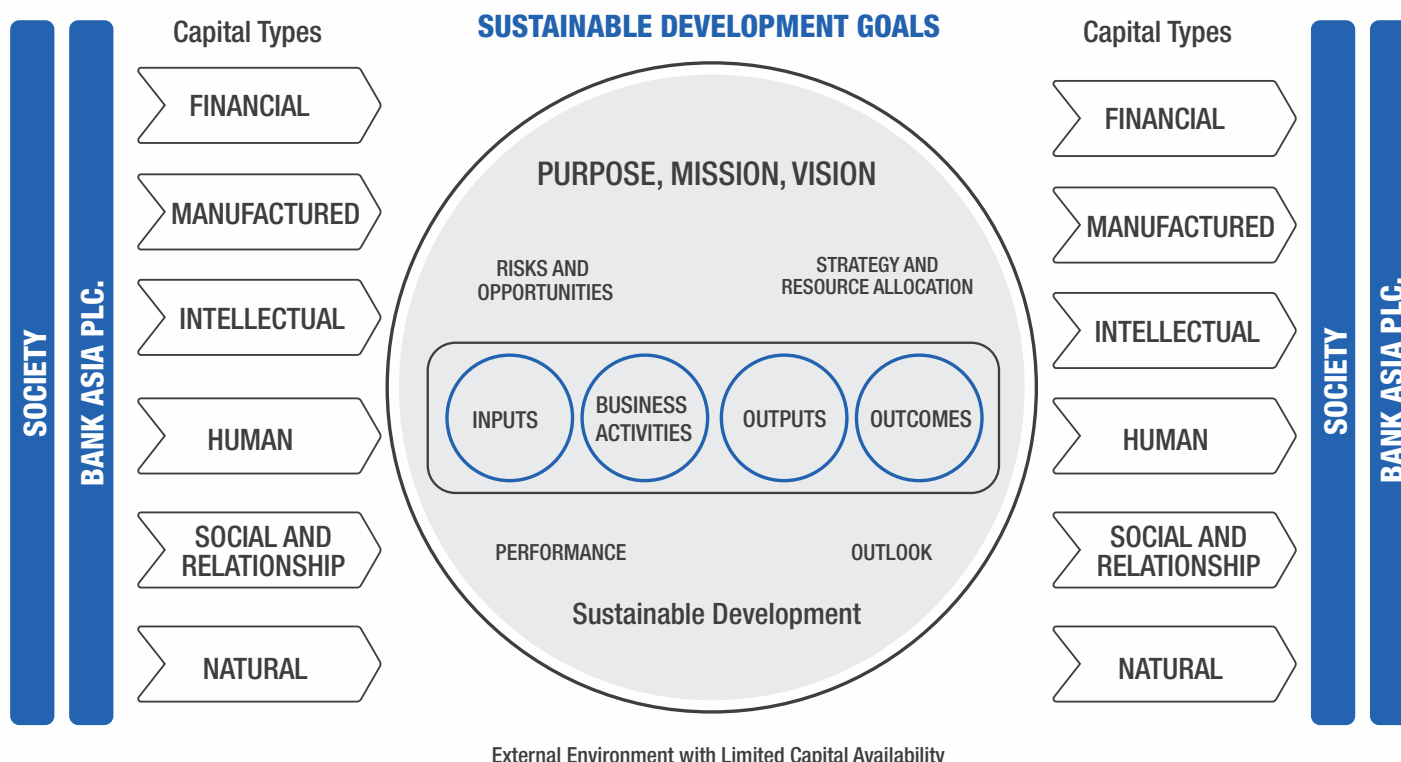 SUSTAINABLE DEVELOPMENT GOALS
SOCIETY
BANK ASIA PLC.
Capital Types
FINANCIAL
MANUFACTURED
INTELLECTUAL
HUMAN
SOCIAL AND
RELATIONSHIP
NATURAL
PURPOSE, MISSION, VISION
RISKS AND
OPPORTUNITIES
STRATEGY AND
RESOURCE ALLOCATION
INPUTS
BUSINESS
ACTIVITIES
OUTPUTS
OUTCOMES
PERFORMANCE
OUTLOOK
Sustainable Development
Capital Types
FINANCIAL
MANUFACTURED
INTELLECTUAL
HUMAN
SOCIAL AND
RELATIONSHIP
NATURAL
SOCIETY
BANK ASIA PLC.
External Environment with Limited Capital Availability